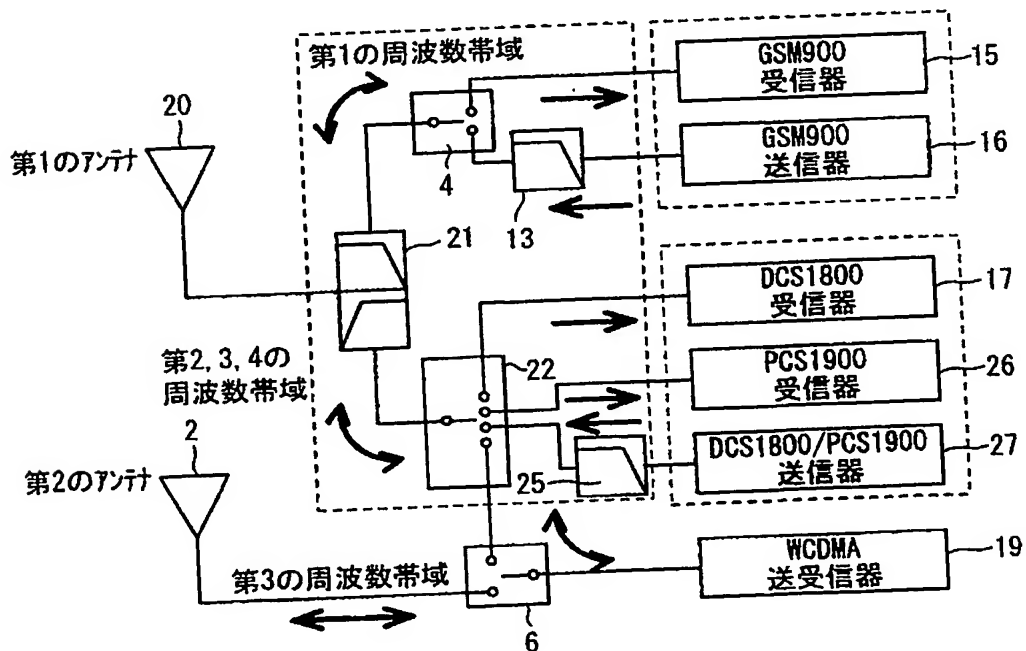 第1の周波数帯域
GSM900
受信器
15
GSM900
送信器
16
20
第1のアンテナ
4
13
21
DCS1800
受信器
17
第2,3,4の
周波数帯域
22
PCS1900
受信器
26
DCS1800/PCS1900
送信器
27
25
2
第2のアンテナ
第3の周波数帯域
WCDMA
送受信器
19
6